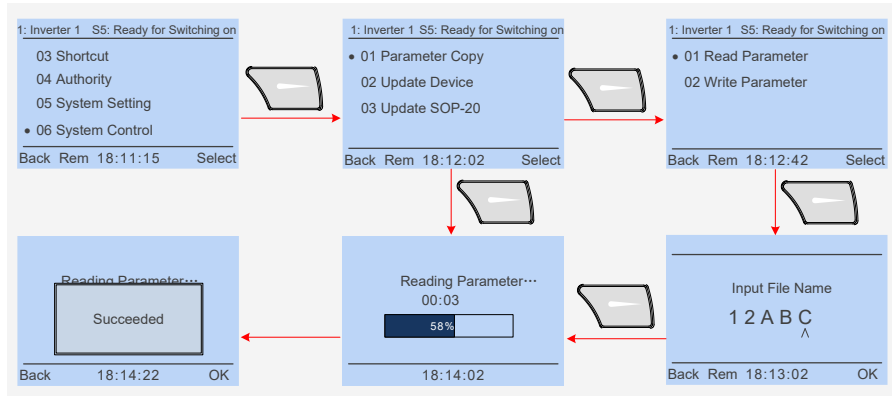 1: Inverter 1 S5: Ready for Switching on
03 Shortcut
04 Authority
05 System Setting
• 06 System Control
Back Rem 18:11:15 Select
1: Inverter 1 S5: Ready for Switching on
• 01 Parameter Copy
02 Update Device
03 Update SOP-20
Back Rem 18:12:02 Select
1: Inverter 1 S5: Ready for Switching on
• 01 Read Parameter
02 Write Parameter
Back Rem 18:12:42 Select
Reading Parameter···
Succeeded
Back 18:14:22 OK
Reading Parameter···
00:03
58%
18:14:02
Input File Name
1 2 A B C
^
Back Rem 18:13:02 OK